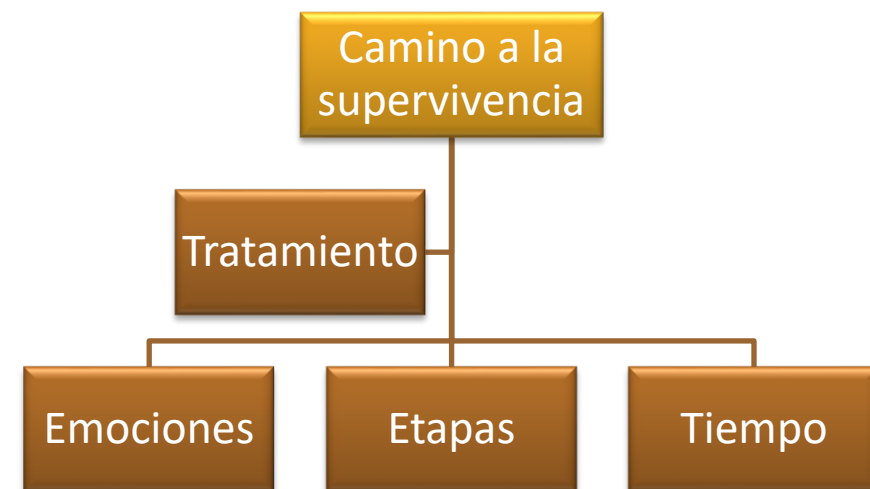 Camino a la
supervivencia
Tratamiento
Emociones
Etapas
Tiempo